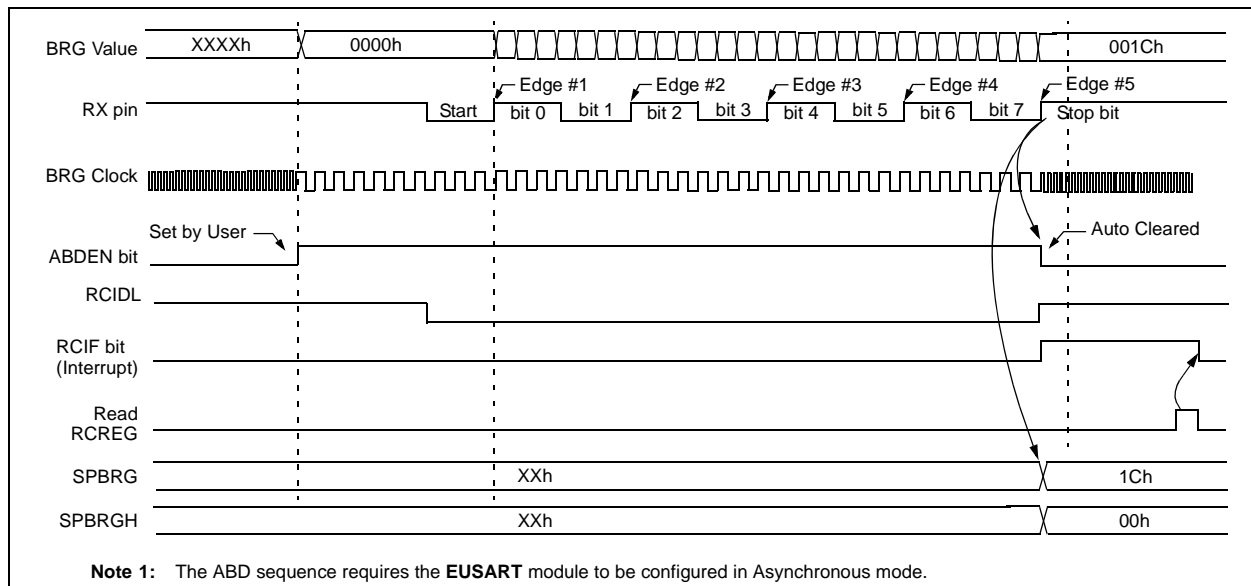 BRG Value
XXXXh
0000h
001Ch
Edge #1
Edge #2
Edge #3
Edge #4
Edge #5
RX pin
Start
bit 0
bit 1
bit 2
bit 3
bit 4
bit 5
bit 6
bit 7
Stop bit
BRG Clock
Set by User
Auto Cleared
ABDEN bit
RCIDL
RCIF bit
(Interrupt)
Read
RCREG
SPBRG
XXh
1Ch
SPBRGH
XXh
00h
Note 1: The ABD sequence requires the EUSART module to be configured in Asynchronous mode.